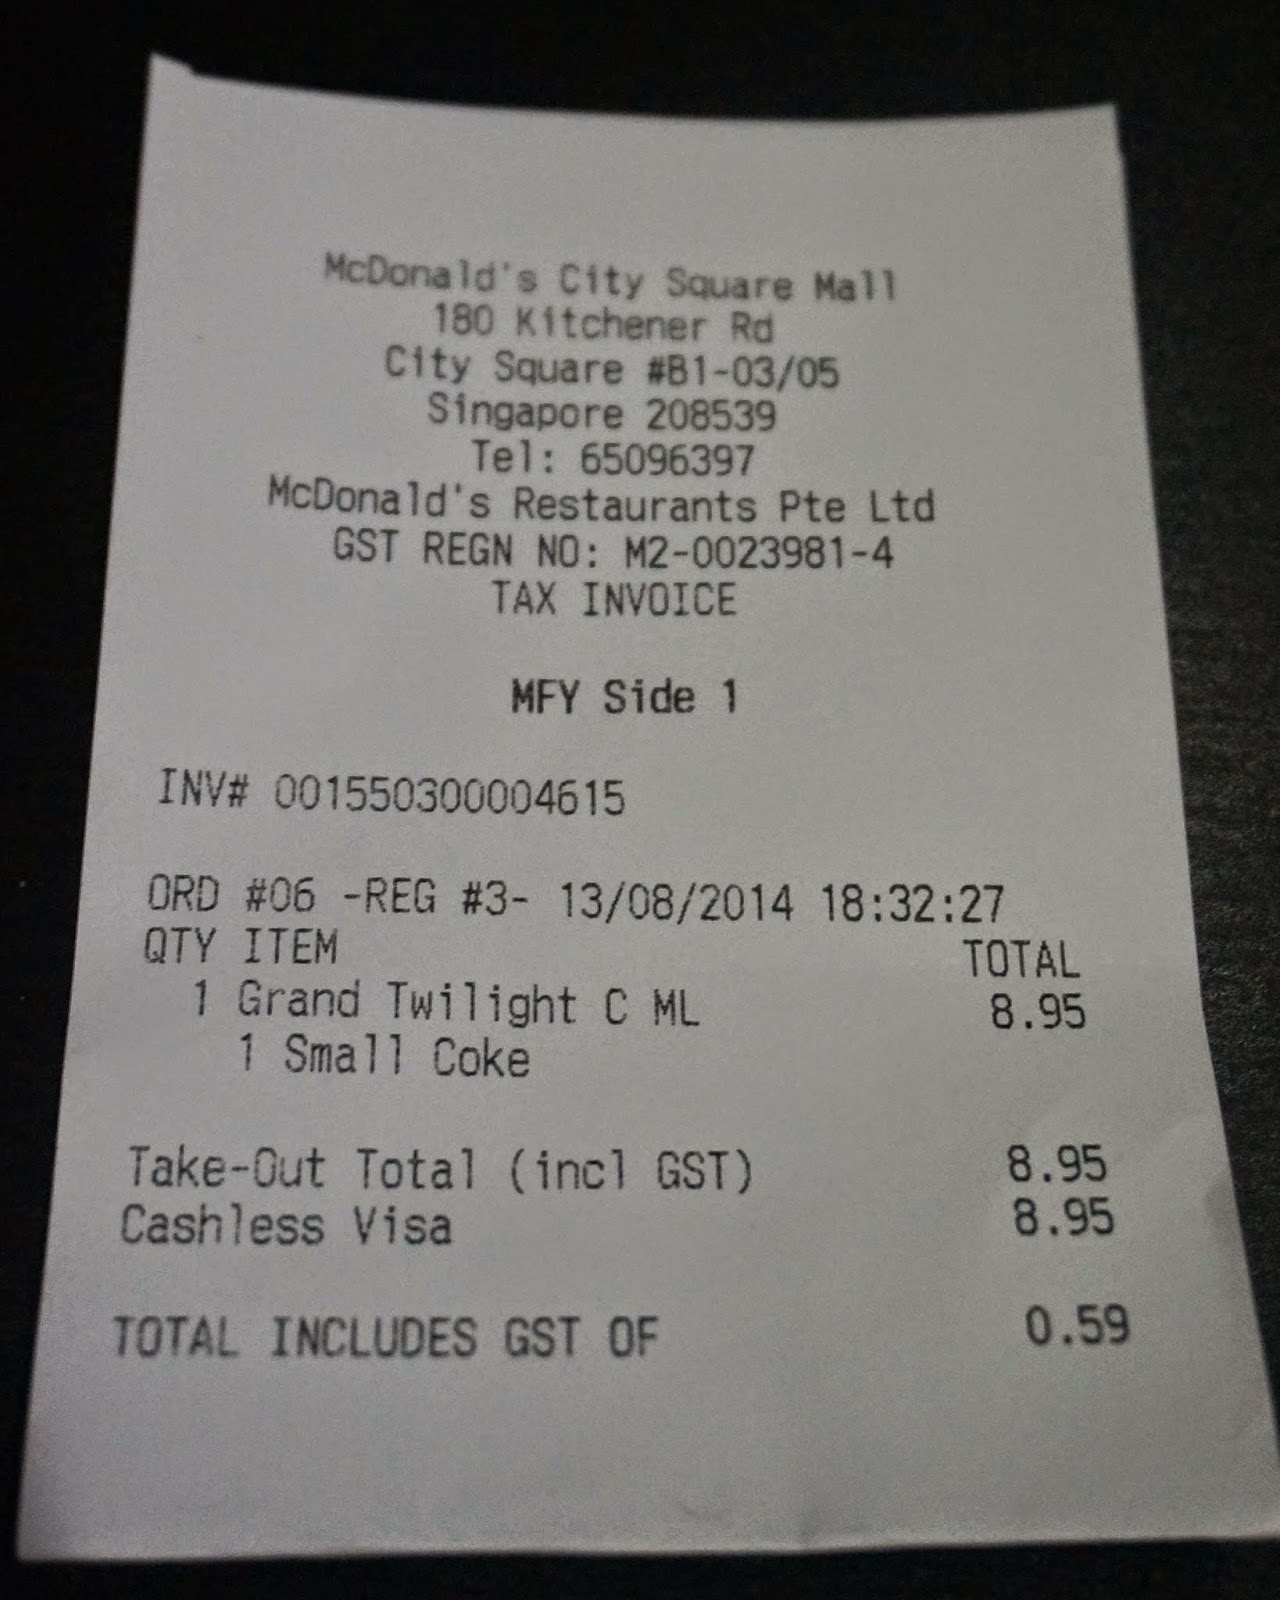 McDonald's City Square Mall
180 Kitchener Rd
City Square #B1-03/05
Singapore 208539
Tel: 65096397
McDonald's Restaurants Pte Ltd
GST REGN NO: M2-0023981-4
TAX INVOICE
MFY Side 1
INV# 001550300004615
ORD #06 -REG #3- 13/08/2014 18:32:27
QTY ITEM TOTAL
1 Grand Twilight C ML 8.95
1 Small Coke
Take-Out Total (incl GST) 8.95
Cashless Visa 8.95
TOTAL INCLUDES GST OF 0.59